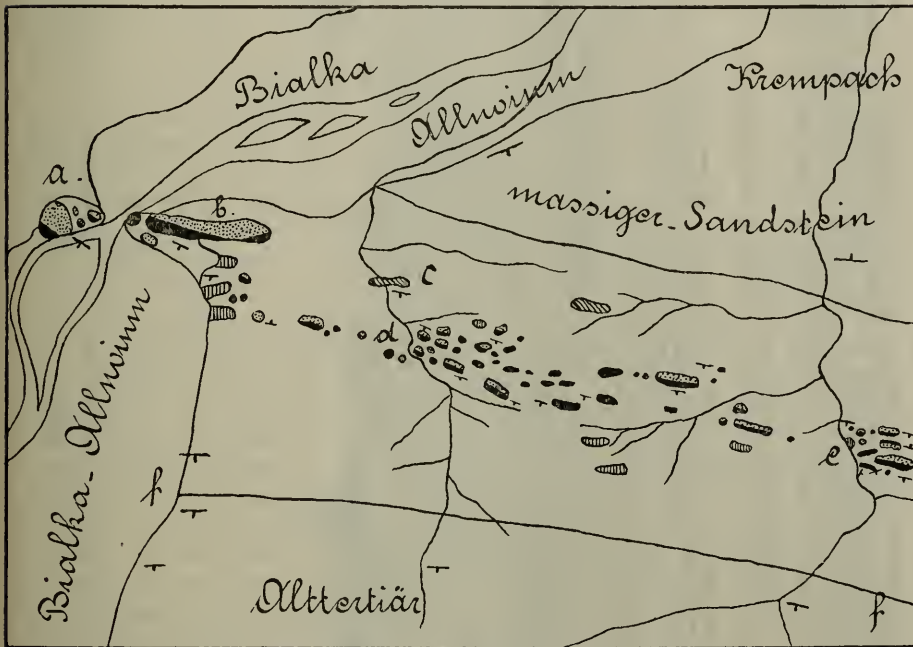 Bialka
Alluvium
Krempach
a.
b.
massiger Sandstein
c
d
e
Bialka-Alluvium
f
Alttertiär
f